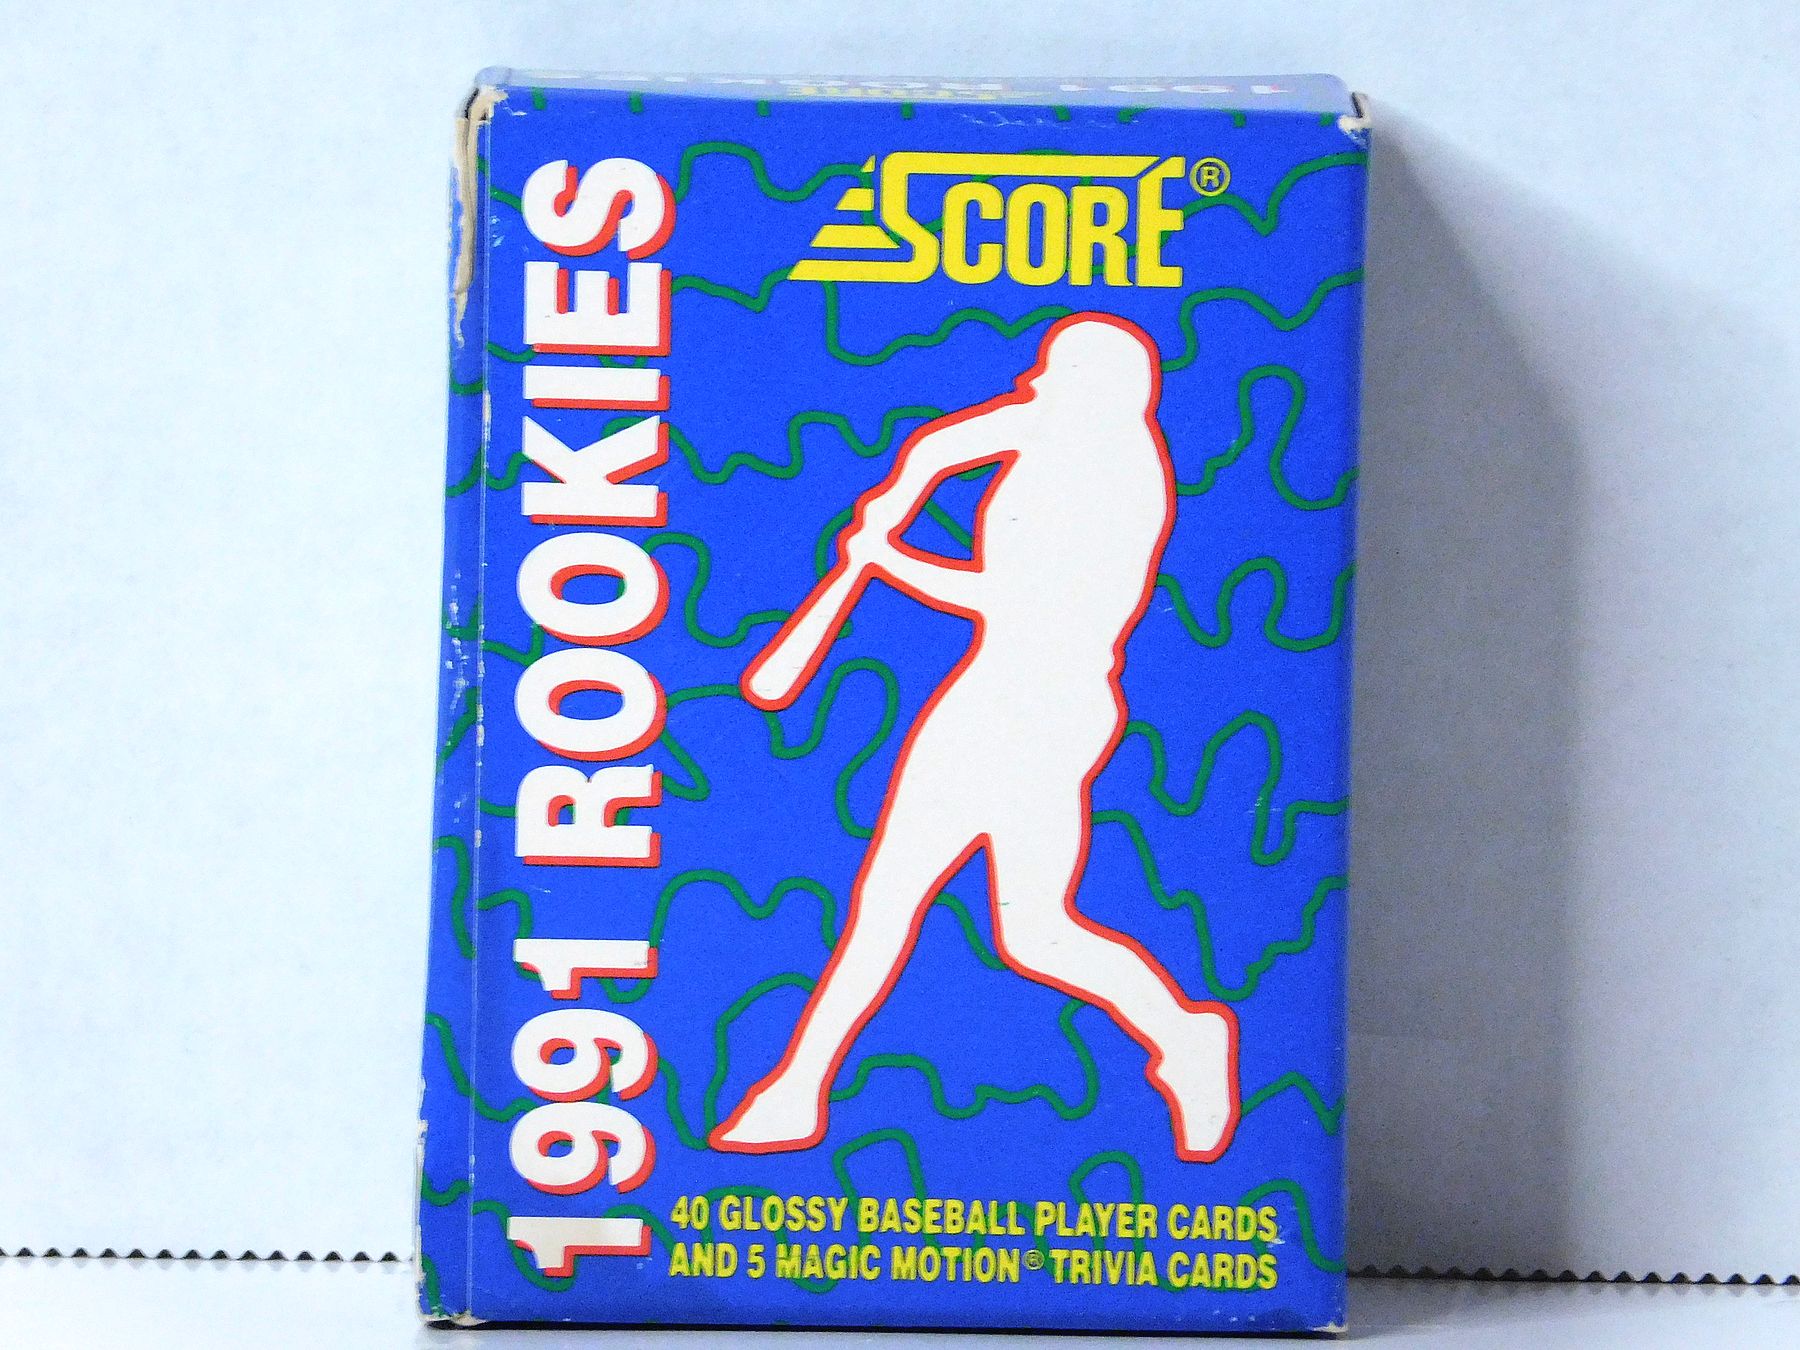 SCORE®
1991 ROOKIES
40 GLOSSY BASEBALL PLAYER CARDS
AND 5 MAGIC MOTION® TRIVIA CARDS